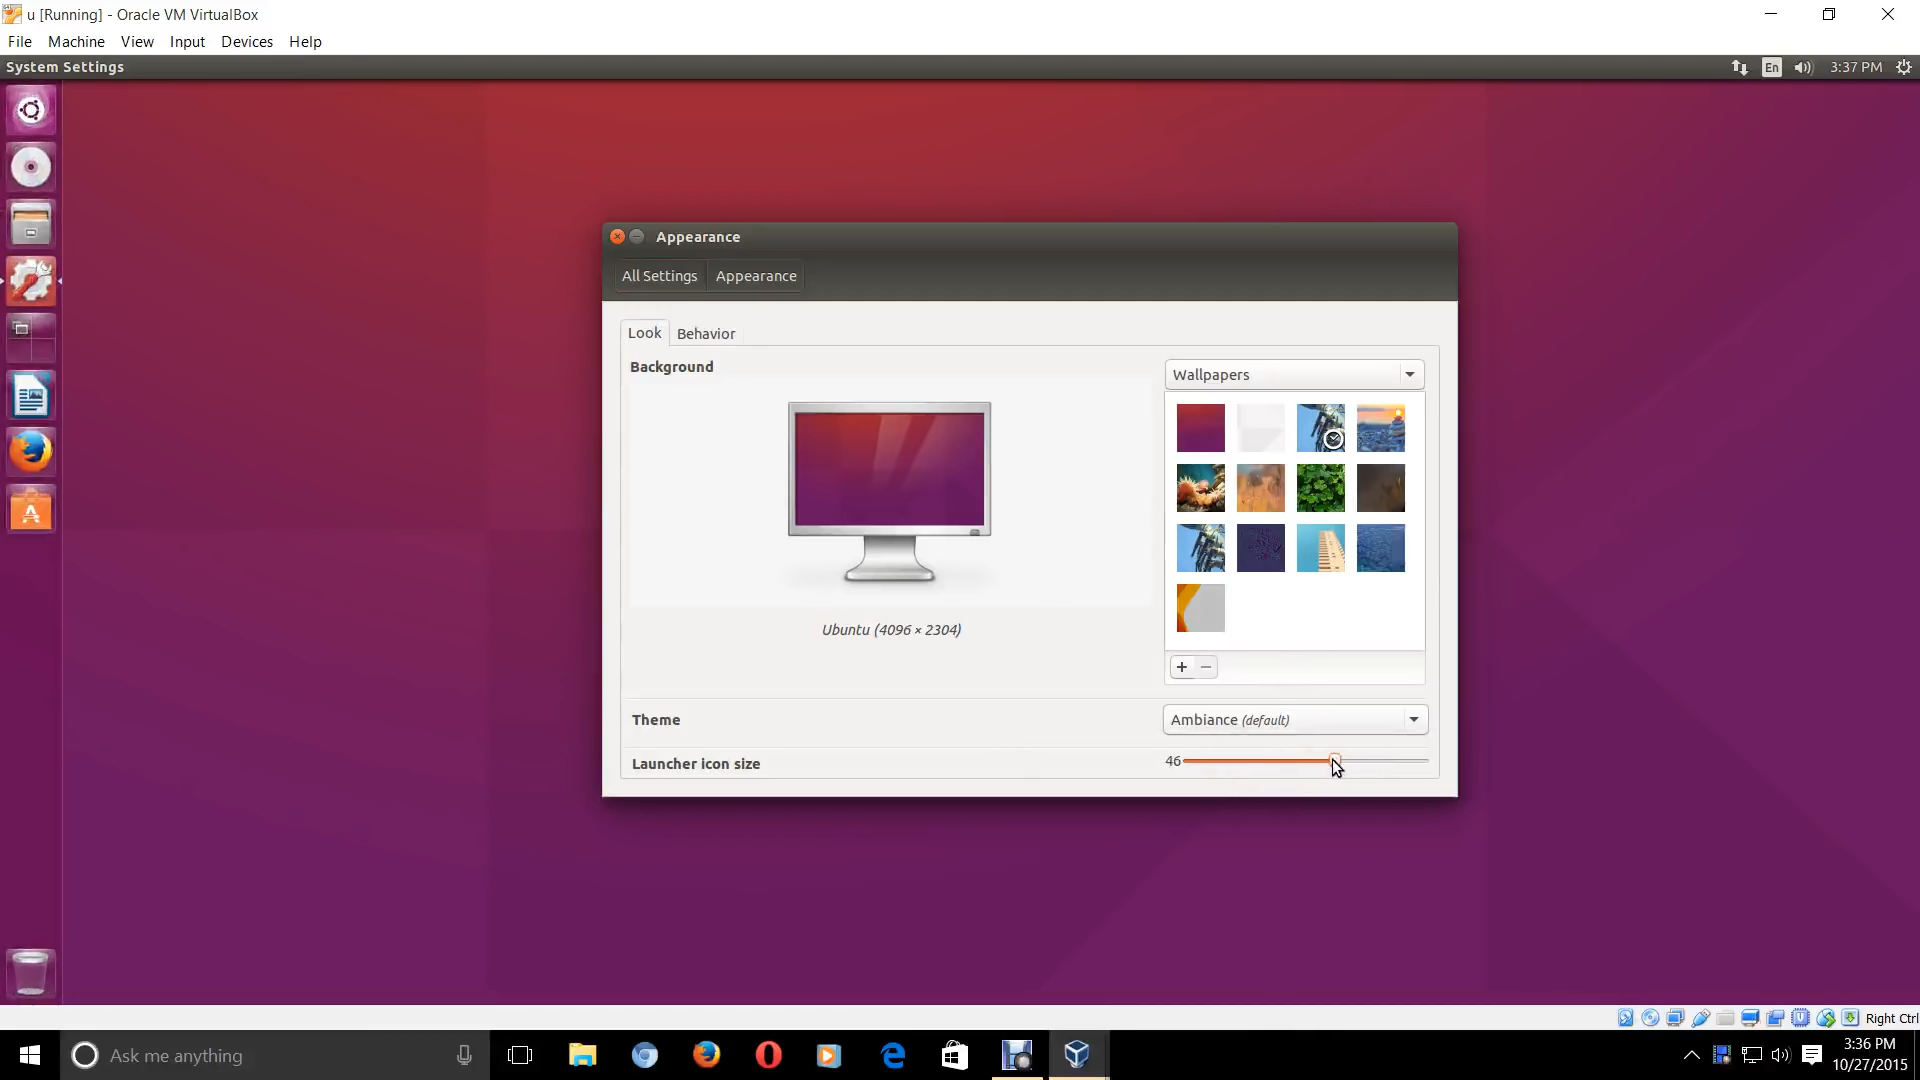 u [Running] - Oracle VM VirtualBox
File Machine View Input Devices Help
System Settings
En
3:37 PM
Appearance
All Settings
Appearance
Look
Behavior
Background
Wallpapers
Ubuntu (4096 × 2304)
Theme
Ambiance (default)
Launcher icon size
46
Right Ctrl
Ask me anything
3:36 PM
10/27/2015